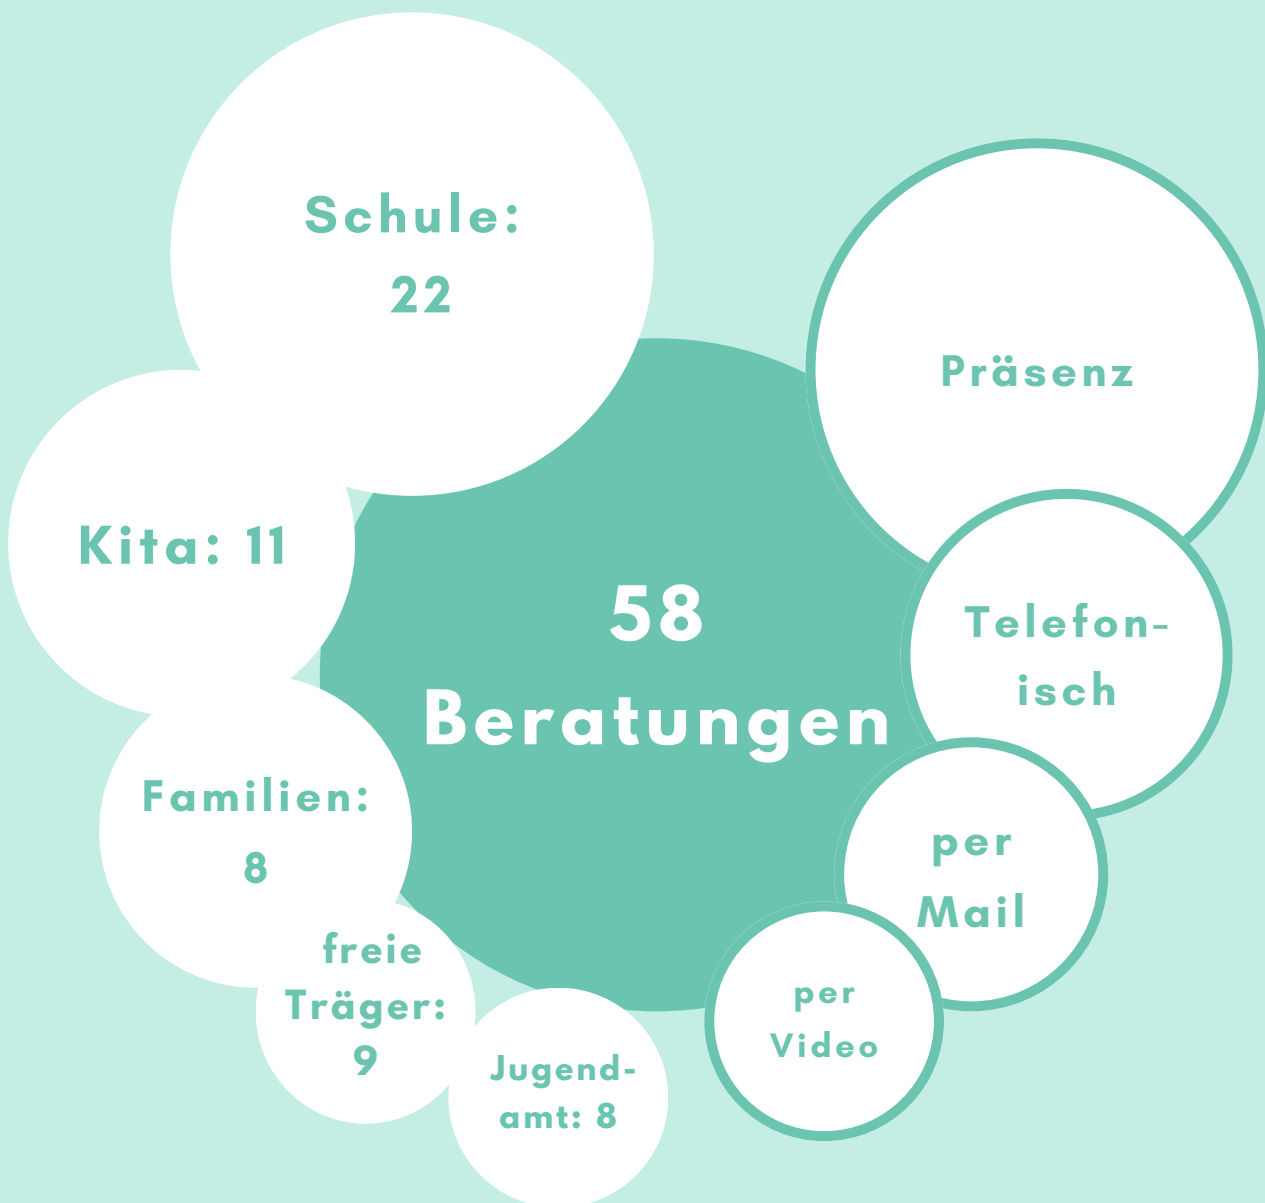 Schule:
22
Kita: 11
Familien:
8
freie
Träger:
9
Jugend-
amt: 8
58
Beratungen
Präsenz
Telefon-
isch
per
Mail
per
Video